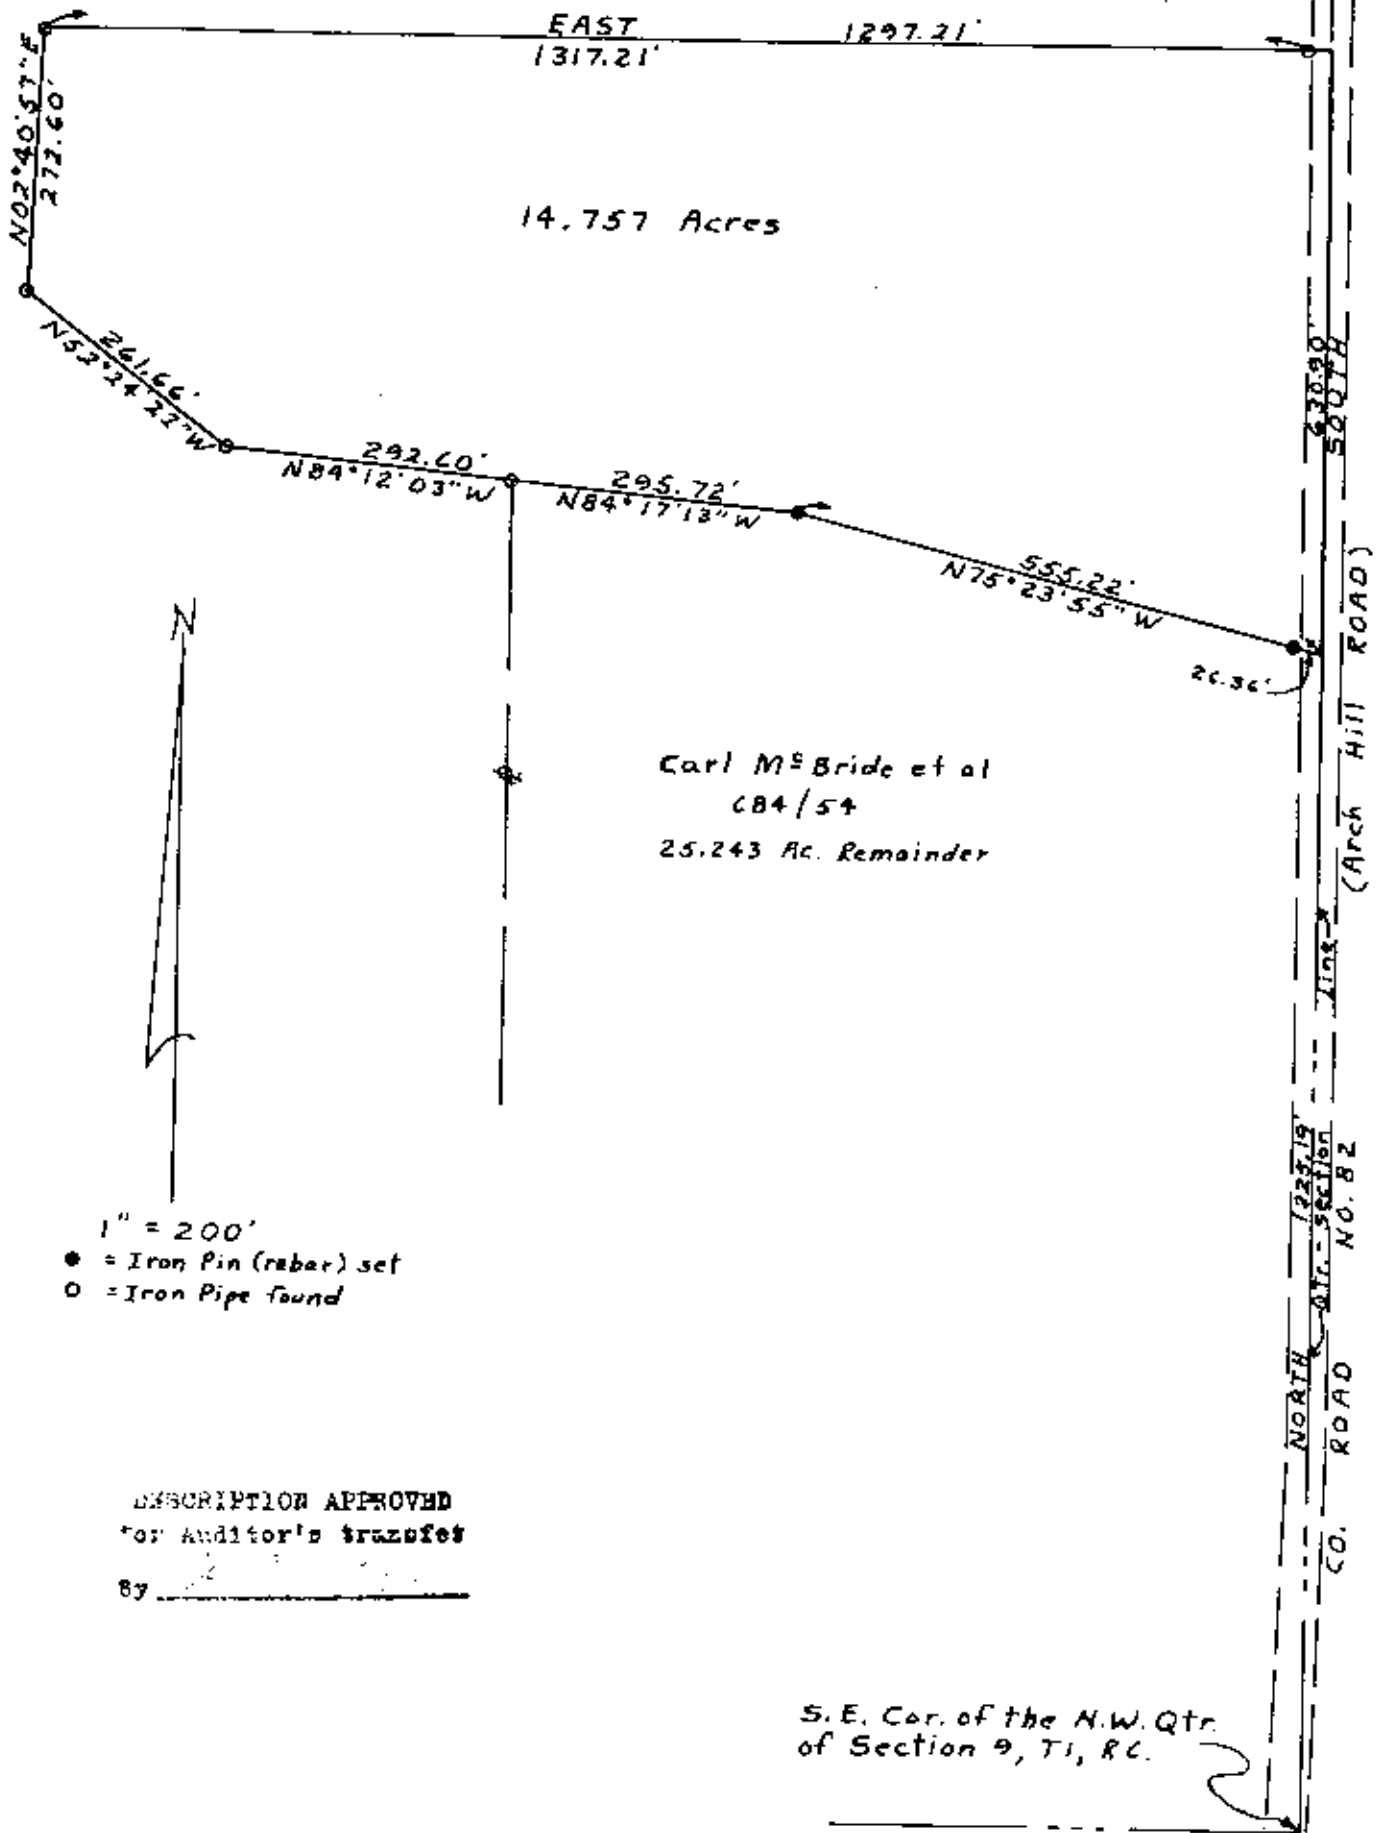 EAST 1297.21'
1317.21'
N02°40'57"E
272.60'
14.757 Acres
261.66'
N52°24'22"W
292.60'
N84°12'03"W
295.72'
N84°17'13"W
555.22'
N75°23'55"W
26.36'
630.90'
SOUTH
N
Carl McBride et al
684/54
25.243 Ac. Remainder
(Arch Hill ROAD)
Qtr.-section Line
NORTH 1225.19'
CO. ROAD NO. 82
1" = 200'
= Iron Pin (rebar) set
= Iron Pipe found
DESCRIPTION APPROVED
for Auditor's transfer
By
S.E. Cor. of the N.W. Qtr.
of Section 9, T1, R6.